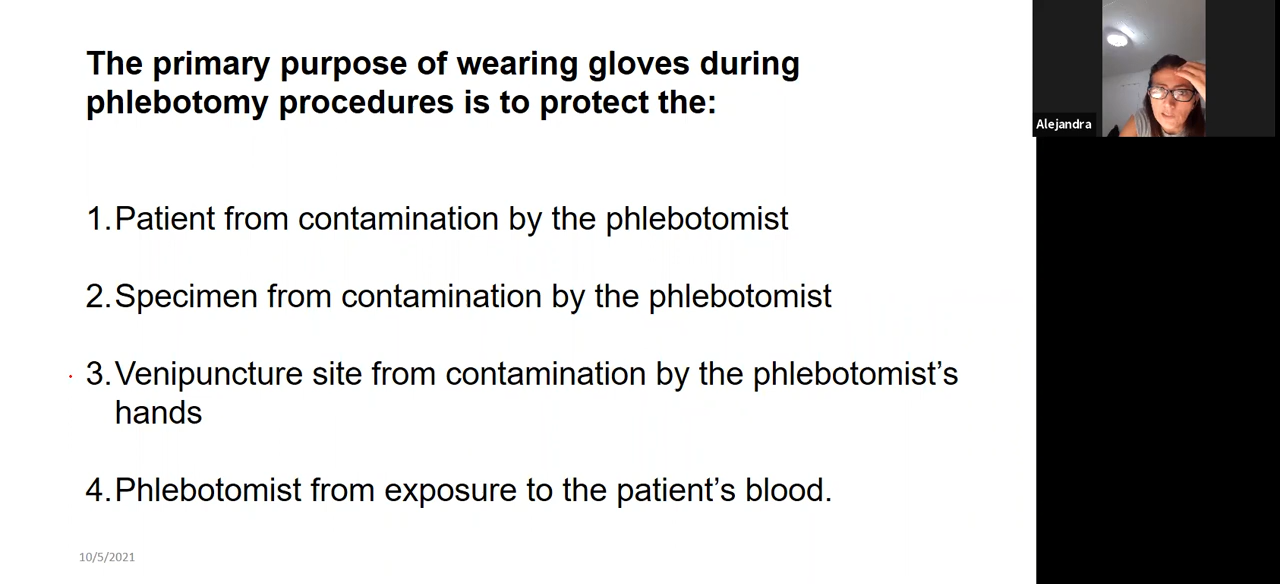 The primary purpose of wearing gloves during
phlebotomy procedures is to protect the:
1. Patient from contamination by the phlebotomist
2. Specimen from contamination by the phlebotomist
3. Venipuncture site from contamination by the phlebotomist’s
hands
4. Phlebotomist from exposure to the patient’s blood.
10/5/2021
Alejandra